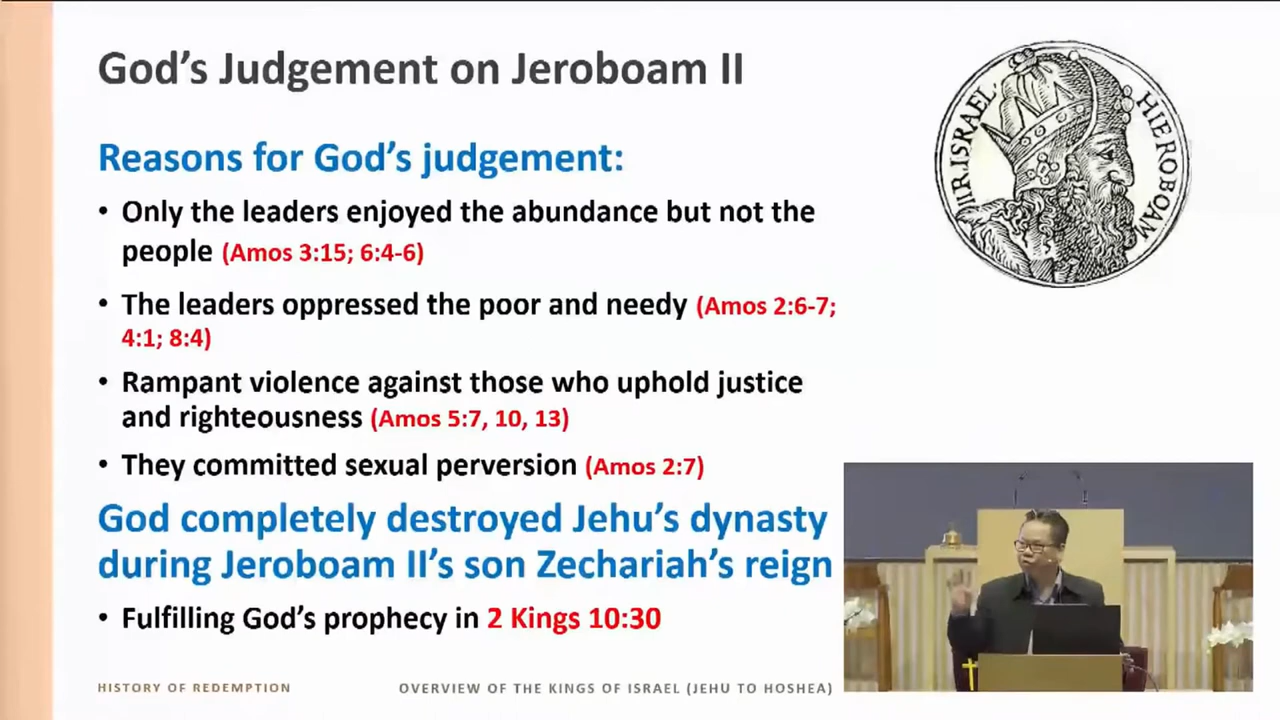 God's Judgement on Jeroboam II
Reasons for God's judgement:
• Only the leaders enjoyed the abundance but not the
people (Amos 3:15; 6:4-6)
• The leaders oppressed the poor and needy (Amos 2:6-7;
4:1; 8:4)
• Rampant violence against those who uphold justice
and righteousness (Amos 5:7, 10, 13)
• They committed sexual perversion (Amos 2:7)
God completely destroyed Jehu's dynasty
during Jeroboam II's son Zechariah's reign
• Fulfilling God's prophecy in 2 Kings 10:30
HISTORY OF REDEMPTION
OVERVIEW OF THE KINGS OF ISRAEL (JEHU TO HOSHEA)
HIEROBOAM
IIR.ISRAEL